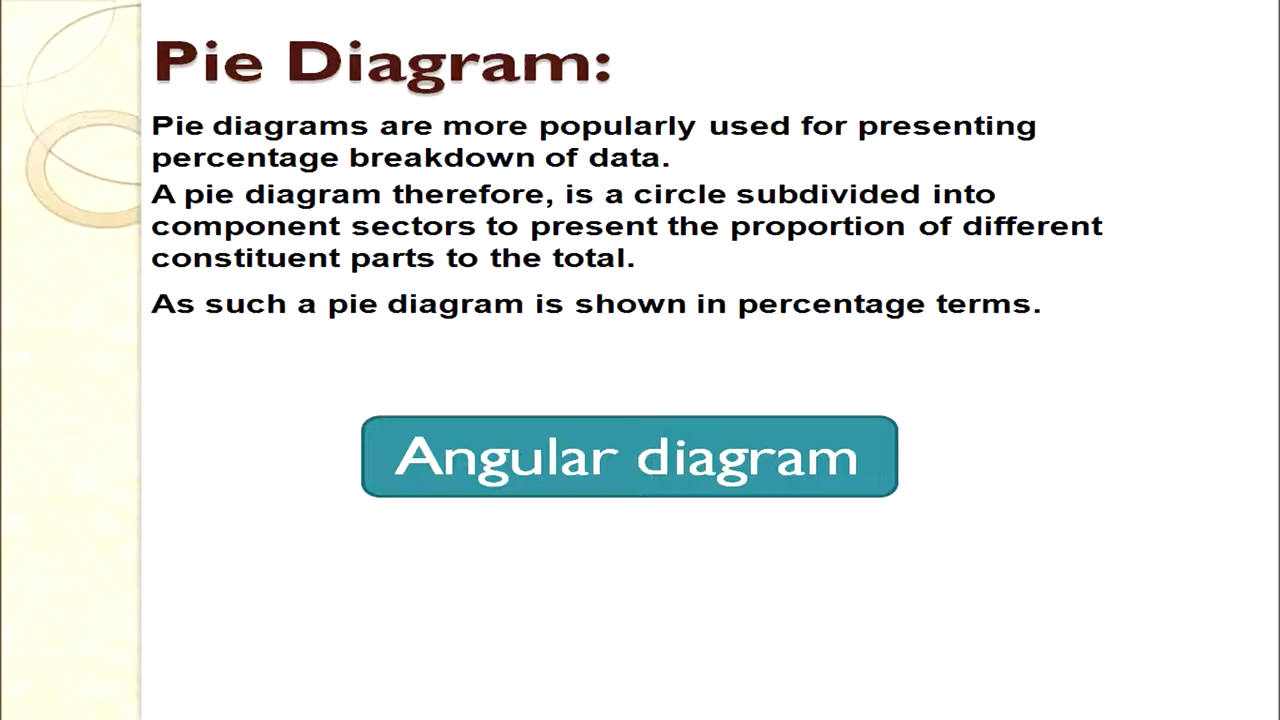 Pie Diagram:
Pie diagrams are more popularly used for presenting
percentage breakdown of data.
A pie diagram therefore, is a circle subdivided into
component sectors to present the proportion of different
constituent parts to the total.
As such a pie diagram is shown in percentage terms.
Angular diagram